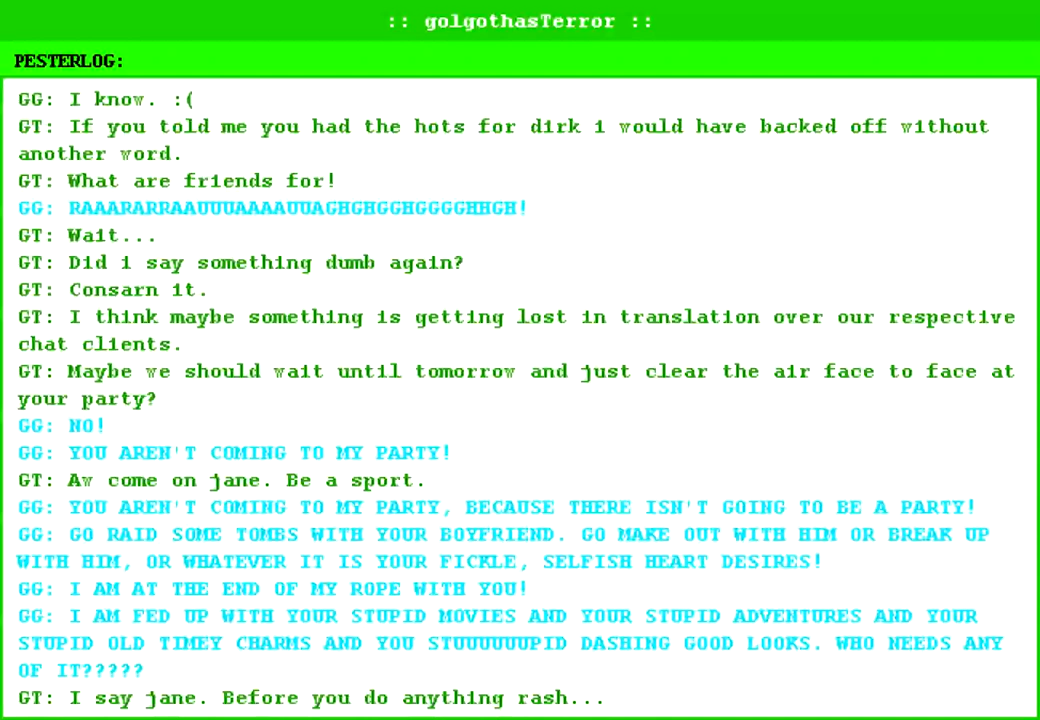 :: golgothasTerror ::
PESTERLOG:
GG: I know. :(
GT: If you told me you had the hots for dirk i would have backed off without
another word.
GT: What are friends for!
GG: RAAARARRAAUUUAAAAUUAGHGHGGHGGGGHHGH!
GT: Wait...
GT: Did i say something dumb again?
GT: Consarn it.
GT: I think maybe something is getting lost in translation over our respective
chat clients.
GT: Maybe we should wait until tomorrow and just clear the air face to face at
your party?
GG: NO!
GG: YOU AREN'T COMING TO MY PARTY!
GT: Aw come on jane. Be a sport.
GG: YOU AREN'T COMING TO MY PARTY, BECAUSE THERE ISN'T GOING TO BE A PARTY!
GG: GO RAID SOME TOMBS WITH YOUR BOYFRIEND. GO MAKE OUT WITH HIM OR BREAK UP
WITH HIM, OR WHATEVER IT IS YOUR FICKLE, SELFISH HEART DESIRES!
GG: I AM AT THE END OF MY ROPE WITH YOU!
GG: I AM FED UP WITH YOUR STUPID MOVIES AND YOUR STUPID ADVENTURES AND YOUR
STUPID OLD TIMEY CHARMS AND YOU STUUUUUUPID DASHING GOOD LOOKS. WHO NEEDS ANY
OF IT?????
GT: I say jane. Before you do anything rash...